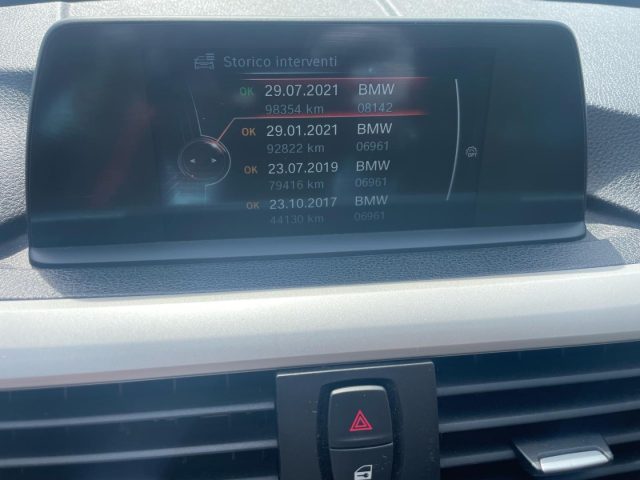 Storico interventi
OK 29.07.2021 BMW
98354 km 08142
OK 29.01.2021 BMW
92822 km 06961
OK 23.07.2019 BMW
79416 km 06961
OK 23.10.2017 BMW
44130 km 06961
OPT